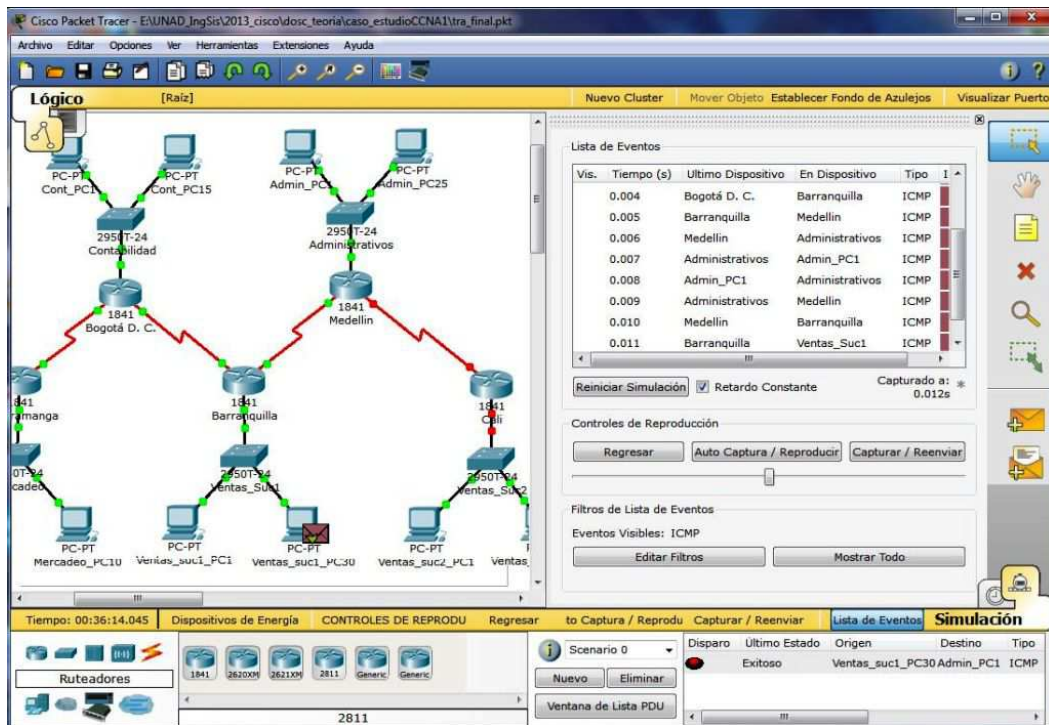 Cisco Packet Tracer - E:\UNAD_IngSis\2013_cisco\dosc_teoria\caso_estudioCCNA1\tra_final.pkt
Archivo Editar Opciones Ver Herramientas Extensiones Ayuda
Lógico [Raíz] Nuevo Cluster Mover Objeto Establecer Fondo de Azulejos Visualizar Puerto
PC-PT
Cont_PC1
PC-PT
Cont_PC15
PC-PT
Admin_PC1
PC-PT
Admin_PC25
2950T-24
Contabilidad
2950T-24
Administrativos
1841
Bogotá D. C.
1841
Medellin
1841
ramanga
1841
Barranquilla
1841
Cali
50T-24
cadeo
2950T-24
Ventas_Suc1
2950T-24
Ventas_Suc2
PC-PT
Mercadeo_PC10
PC-PT
Ventas_suc1_PC1
PC-PT
Ventas_suc1_PC30
PC-PT
Ventas_suc2_PC1
Ventas_
Lista de Eventos
Vis. Tiempo (s) Ultimo Dispositivo En Dispositivo Tipo I
0.004 Bogotá D. C. Barranquilla ICMP
0.005 Barranquilla Medellin ICMP
0.006 Medellin Administrativos ICMP
0.007 Administrativos Admin_PC1 ICMP
0.008 Admin_PC1 Administrativos ICMP
0.009 Administrativos Medellin ICMP
0.010 Medellin Barranquilla ICMP
0.011 Barranquilla Ventas_Suc1 ICMP
Reiniciar Simulación Retardo Constante Capturado a: *
0.012s
Controles de Reproducción
Regresar Auto Captura / Reproducir Capturar / Reenviar
Filtros de Lista de Eventos
Eventos Visibles: ICMP
Editar Filtros Mostrar Todo
Tiempo: 00:36:14.045 Dispositivos de Energía CONTROLES DE REPRODU Regresar to Captura / Reprodu Capturar / Reenviar Lista de Eventos Simulación
Ruteadores
1841 2620XM 2621XM 2811 Generic Generic
2811
Scenario 0
Nuevo Eliminar
Ventana de Lista PDU
Disparo Último Estado Origen Destino Tipo
Exitoso Ventas_suc1_PC30 Admin_PC1 ICMP